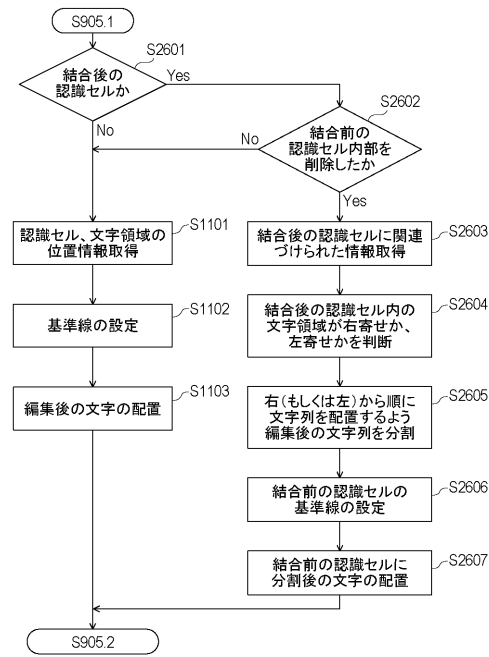 S905.1
S2601
結合後の
認識セルか
Yes
No
S2602
結合前の
認識セル内部を
削除したか
No
Yes
S1101
認識セル、文字領域の
位置情報取得
S1102
基準線の設定
S1103
編集後の文字の配置
S2603
結合後の認識セルに関連
づけられた情報取得
S2604
結合後の認識セル内の
文字領域が右寄せか、
左寄せかを判断
S2605
右(もしくは左)から順に
文字列を配置するよう
編集後の文字列を分割
S2606
結合前の認識セルの
基準線の設定
S2607
結合前の認識セルに
分割後の文字の配置
S905.2